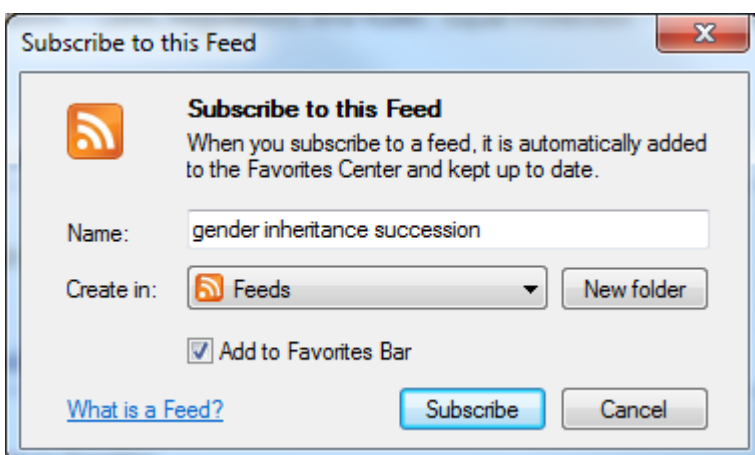 Subscribe to this Feed
Subscribe to this Feed
When you subscribe to a feed, it is automatically added
to the Favorites Center and kept up to date.
Name: gender inheritance succession
Create in: Feeds New folder
Add to Favorites Bar
What is a Feed? Subscribe Cancel